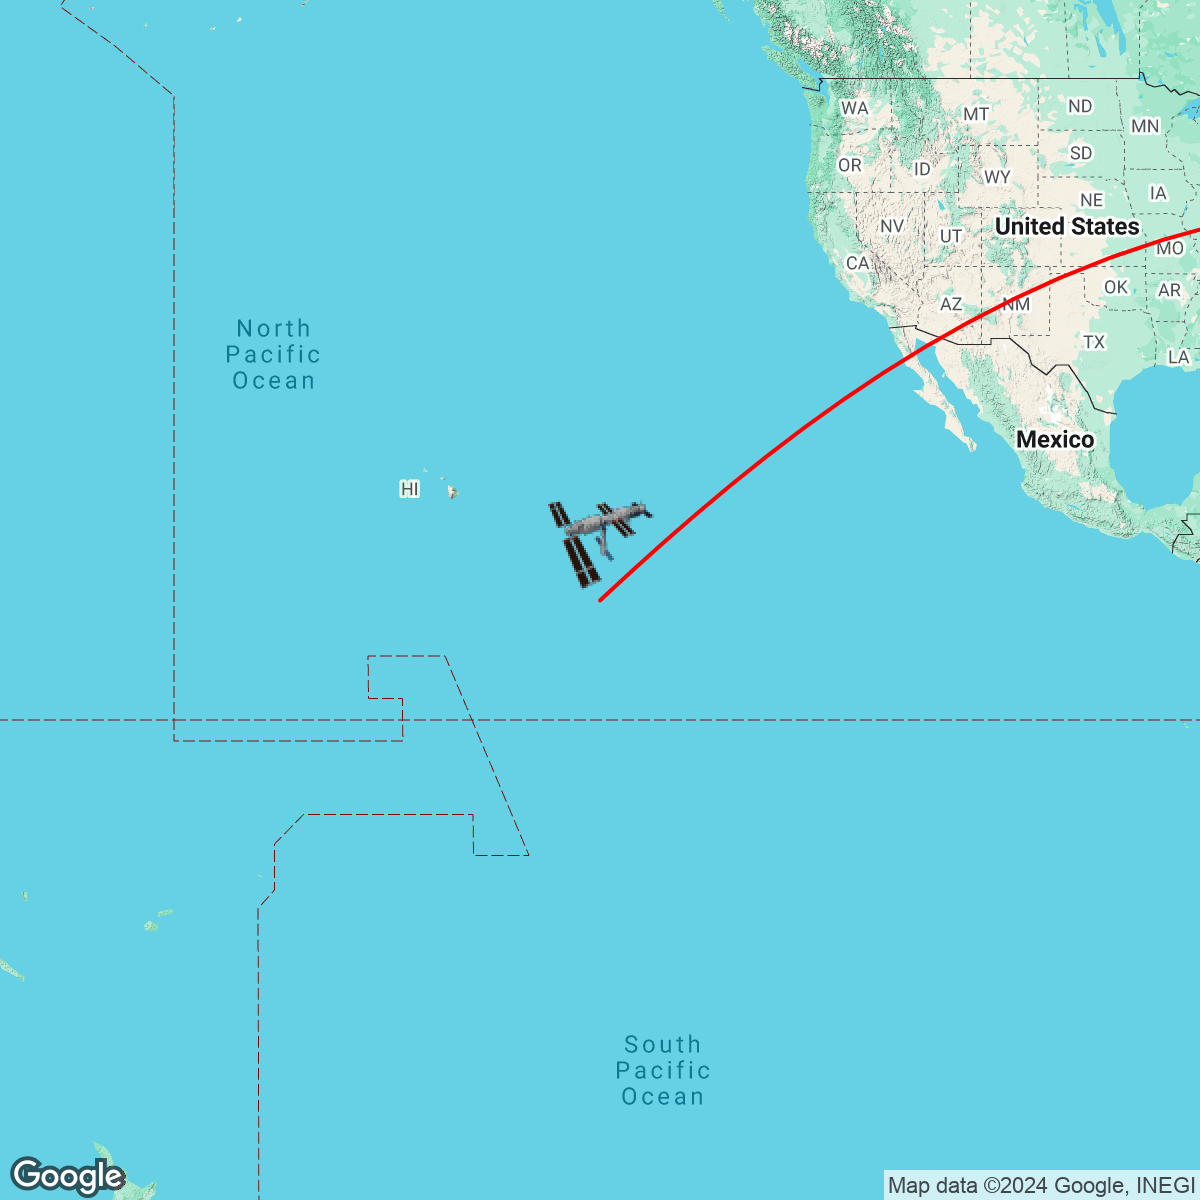 WA
MT
ND
MN
OR
ID
SD
WY
IA
NE
NV
UT
United States
MO
CA
OK
AR
AZ
NM
TX
LA
North
Pacific
Ocean
Mexico
HI
South
Pacific
Ocean
Google
Map data ©2024 Google, INEGI